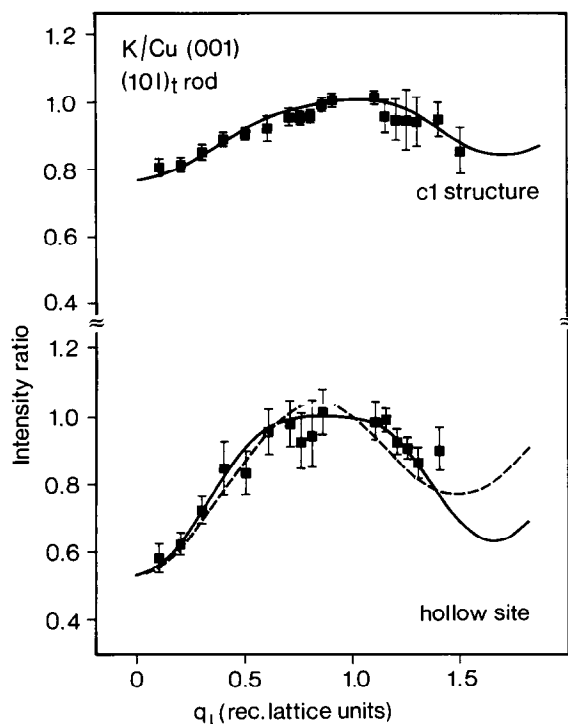 K/Cu (001)
(10l)t rod
c1 structure
hollow site
Intensity ratio
1.2
1.0
0.8
0.6
0.4
1.2
1.0
0.8
0.6
0.4
0 0.5 1.0 1.5
q⊥ (rec. lattice units)